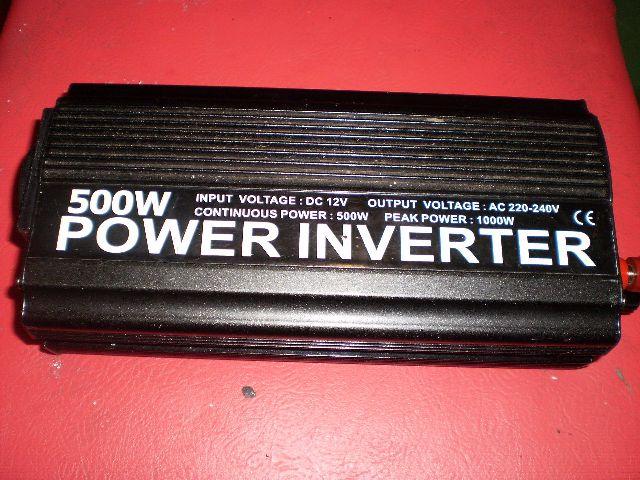 500W
INPUT VOLTAGE : DC 12V OUTPUT VOLTAGE : AC 220-240V
CONTINUOUS POWER : 500W PEAK POWER : 1000W
CE
POWER INVERTER